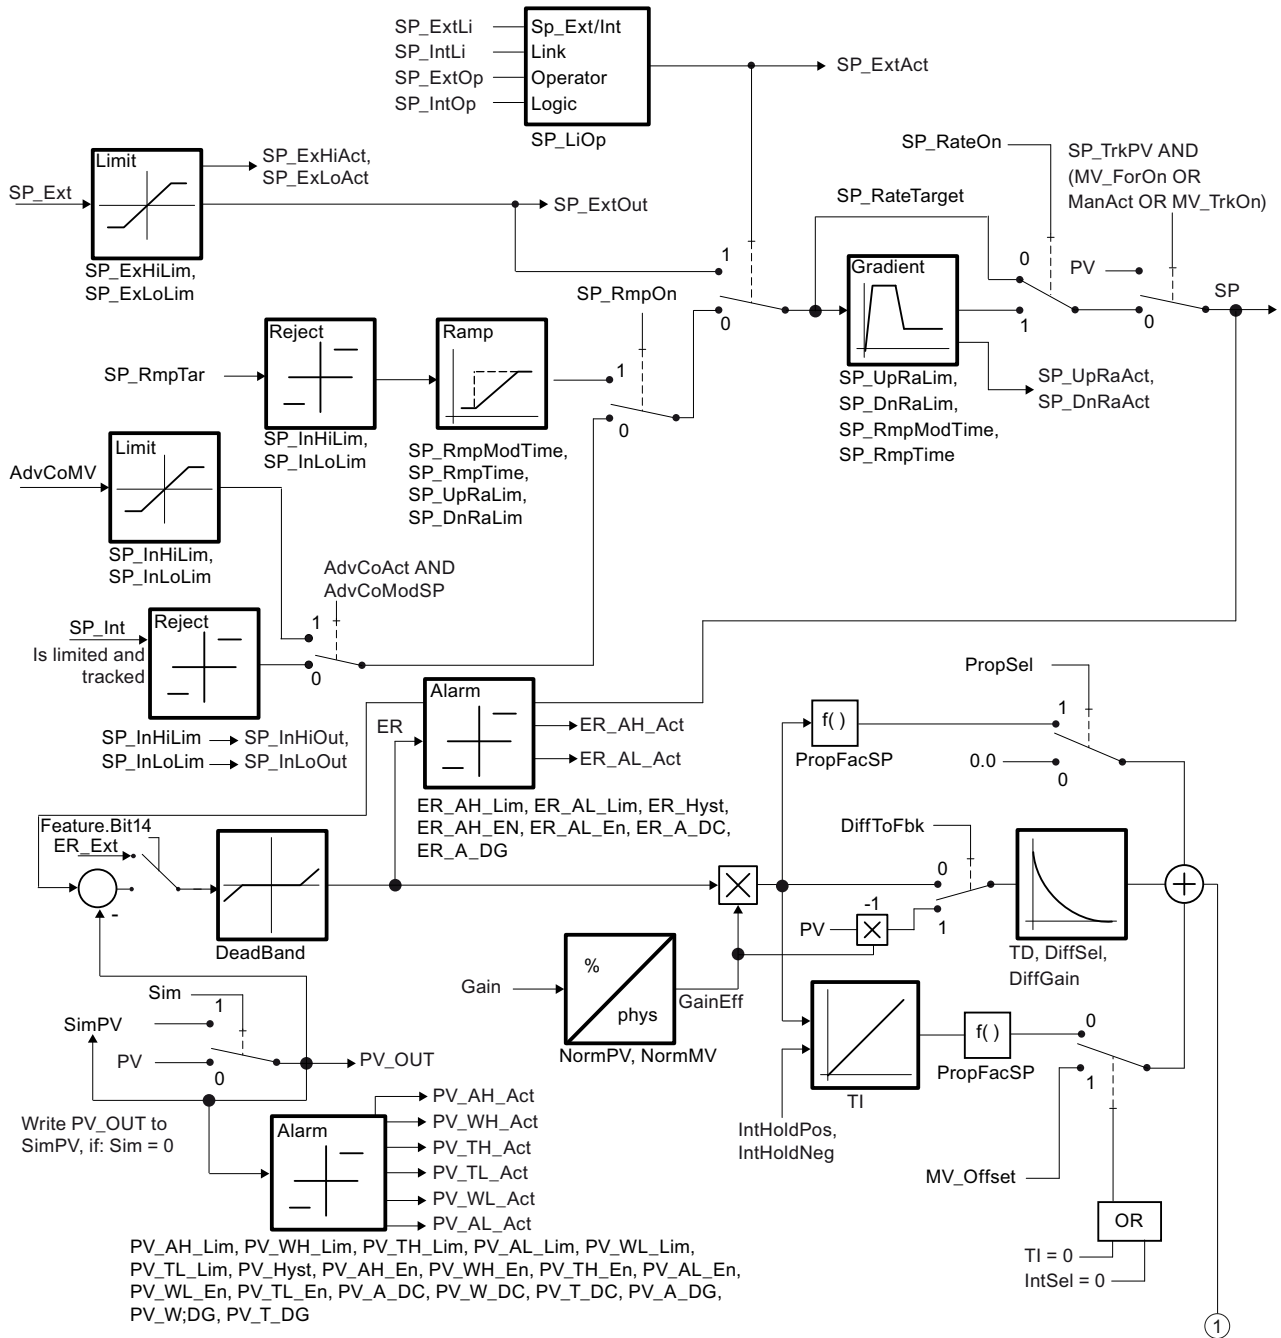 SP_ExtLi
SP_IntLi
SP_ExtOp
SP_IntOp
Sp_Ext/Int
Link
Operator
Logic
SP_LiOp
SP_ExtAct
SP_RateOn
SP_TrkPV AND
(MV_ForOn OR
ManAct OR MV_TrkOn)
SP_Ext
Limit
SP_ExHiAct,
SP_ExLoAct
SP_ExtOut
SP_ExHiLim,
SP_ExLoLim
SP_RateTarget
1
0
Gradient
0
1
PV
0
SP
SP_UpRaLim,
SP_DnRaLim,
SP_RmpModTime,
SP_RmpTime
SP_UpRaAct,
SP_DnRaAct
SP_RmpOn
SP_RmpTar
Reject
SP_InHiLim,
SP_InLoLim
Ramp
SP_RmpModTime,
SP_RmpTime,
SP_UpRaLim,
SP_DnRaLim
1
0
AdvCoMV
Limit
SP_InHiLim,
SP_InLoLim
AdvCoAct AND
AdvCoModSP
1
0
SP_Int
Is limited and
tracked
Reject
SP_InHiLim
SP_InHiOut,
SP_InLoLim
SP_InLoOut
ER
Alarm
ER_AH_Act
ER_AL_Act
ER_AH_Lim, ER_AL_Lim, ER_Hyst,
ER_AH_EN, ER_AL_En, ER_A_DC,
ER_A_DG
PropSel
f( )
PropFacSP
1
0.0
0
Feature.Bit14
ER_Ext
-
DeadBand
DiffToFbk
0
-1
PV
1
TD, DiffSel,
DiffGain
Gain
%
phys
GainEff
NormPV, NormMV
TI
IntHoldPos,
IntHoldNeg
f( )
PropFacSP
0
1
MV_Offset
OR
TI = 0
IntSel = 0
1
Sim
SimPV
1
PV
0
PV_OUT
Write PV_OUT to
SimPV, if: Sim = 0
Alarm
PV_AH_Act
PV_WH_Act
PV_TH_Act
PV_TL_Act
PV_WL_Act
PV_AL_Act
PV_AH_Lim, PV_WH_Lim, PV_TH_Lim, PV_AL_Lim, PV_WL_Lim,
PV_TL_Lim, PV_Hyst, PV_AH_En, PV_WH_En, PV_TH_En, PV_AL_En,
PV_WL_En, PV_TL_En, PV_A_DC, PV_W_DC, PV_T_DC, PV_A_DG,
PV_W;DG, PV_T_DG